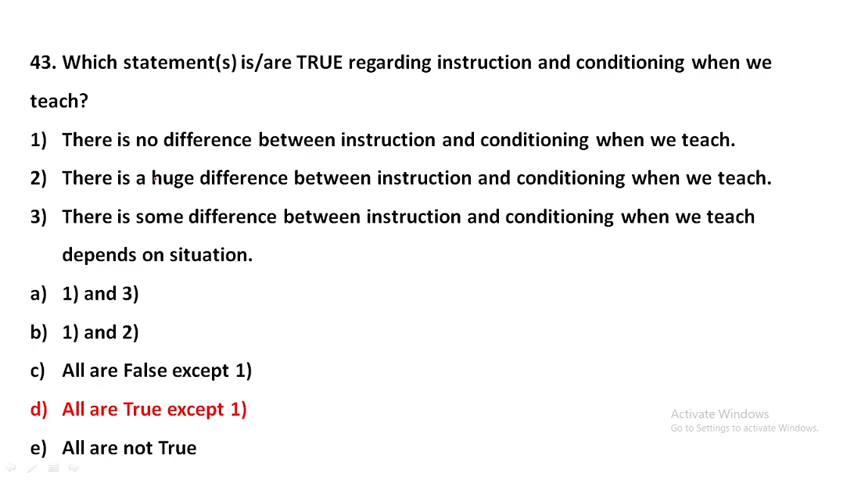 43. Which statement(s) is/are TRUE regarding instruction and conditioning when we
teach?
1) There is no difference between instruction and conditioning when we teach.
2) There is a huge difference between instruction and conditioning when we teach.
3) There is some difference between instruction and conditioning when we teach
depends on situation.
a) 1) and 3)
b) 1) and 2)
c) All are False except 1)
d) All are True except 1)
e) All are not True
Activate Windows
Go to Settings to activate Windows.